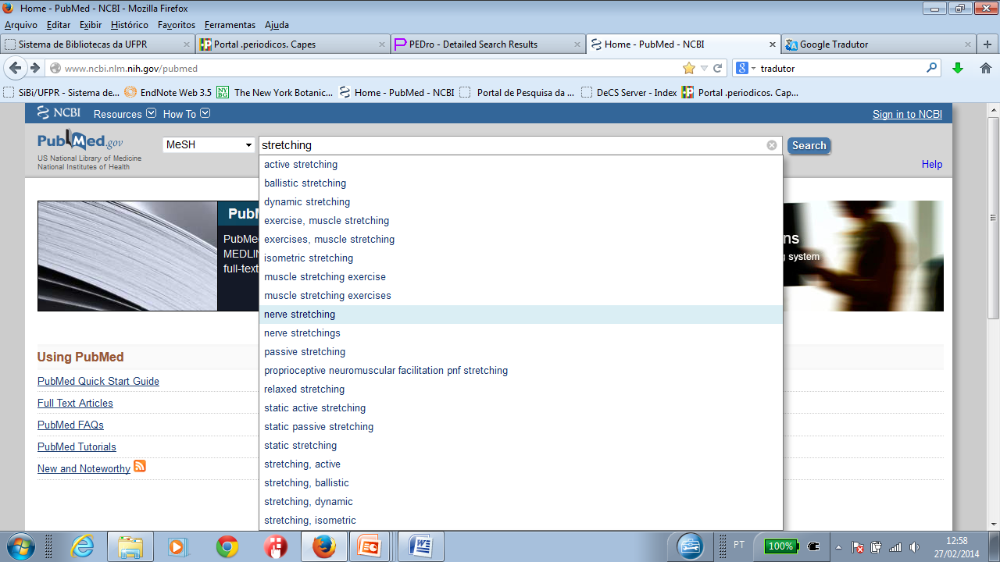 Home - PubMed - NCBI - Mozilla Firefox
Arquivo Editar Exibir Histórico Favoritos Ferramentas Ajuda
Sistema de Bibliotecas da UFPR
Portal .periodicos. Capes
PEDro - Detailed Search Results
Home - PubMed - NCBI
Google Tradutor
www.ncbi.nlm.nih.gov/pubmed
tradutor
SiBi/UFPR - Sistema de...
EndNote Web 3.5
The New York Botanic...
Home - PubMed - NCBI
Portal de Pesquisa da ...
DeCS Server - Index
Portal .periodicos. Cap...
NCBI Resources How To Sign in to NCBI
PubMed.gov
US National Library of Medicine
National Institutes of Health
MeSH
stretching
Search
Help
active stretching
ballistic stretching
dynamic stretching
exercise, muscle stretching
exercises, muscle stretching
isometric stretching
muscle stretching exercise
muscle stretching exercises
nerve stretching
nerve stretchings
passive stretching
proprioceptive neuromuscular facilitation pnf stretching
relaxed stretching
static active stretching
static passive stretching
static stretching
stretching, active
stretching, ballistic
stretching, dynamic
stretching, isometric
PubM
PubMed
MEDLIN
full-text
ns
g system
Using PubMed
PubMed Quick Start Guide
Full Text Articles
PubMed FAQs
PubMed Tutorials
New and Noteworthy
PT
100%
12:58
27/02/2014